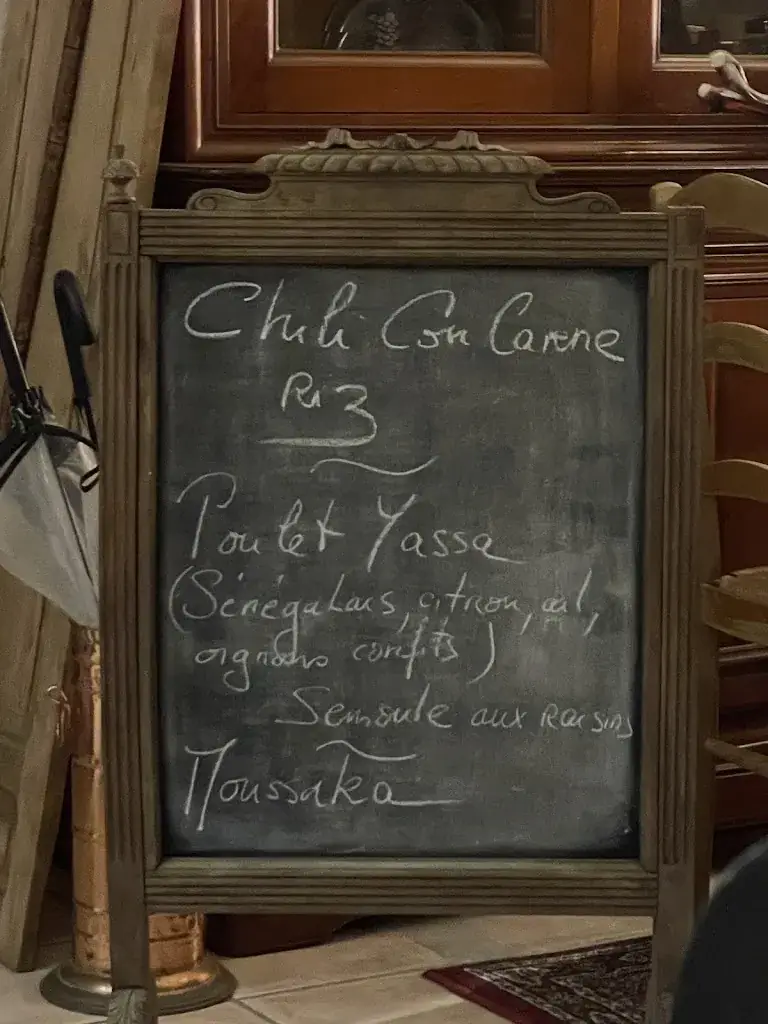 Chili Con Carne
Riz
Poulet Yassa
(Sénégalais, citron, ail,
oignons confits)
Semoule aux Raisins
Moussaka